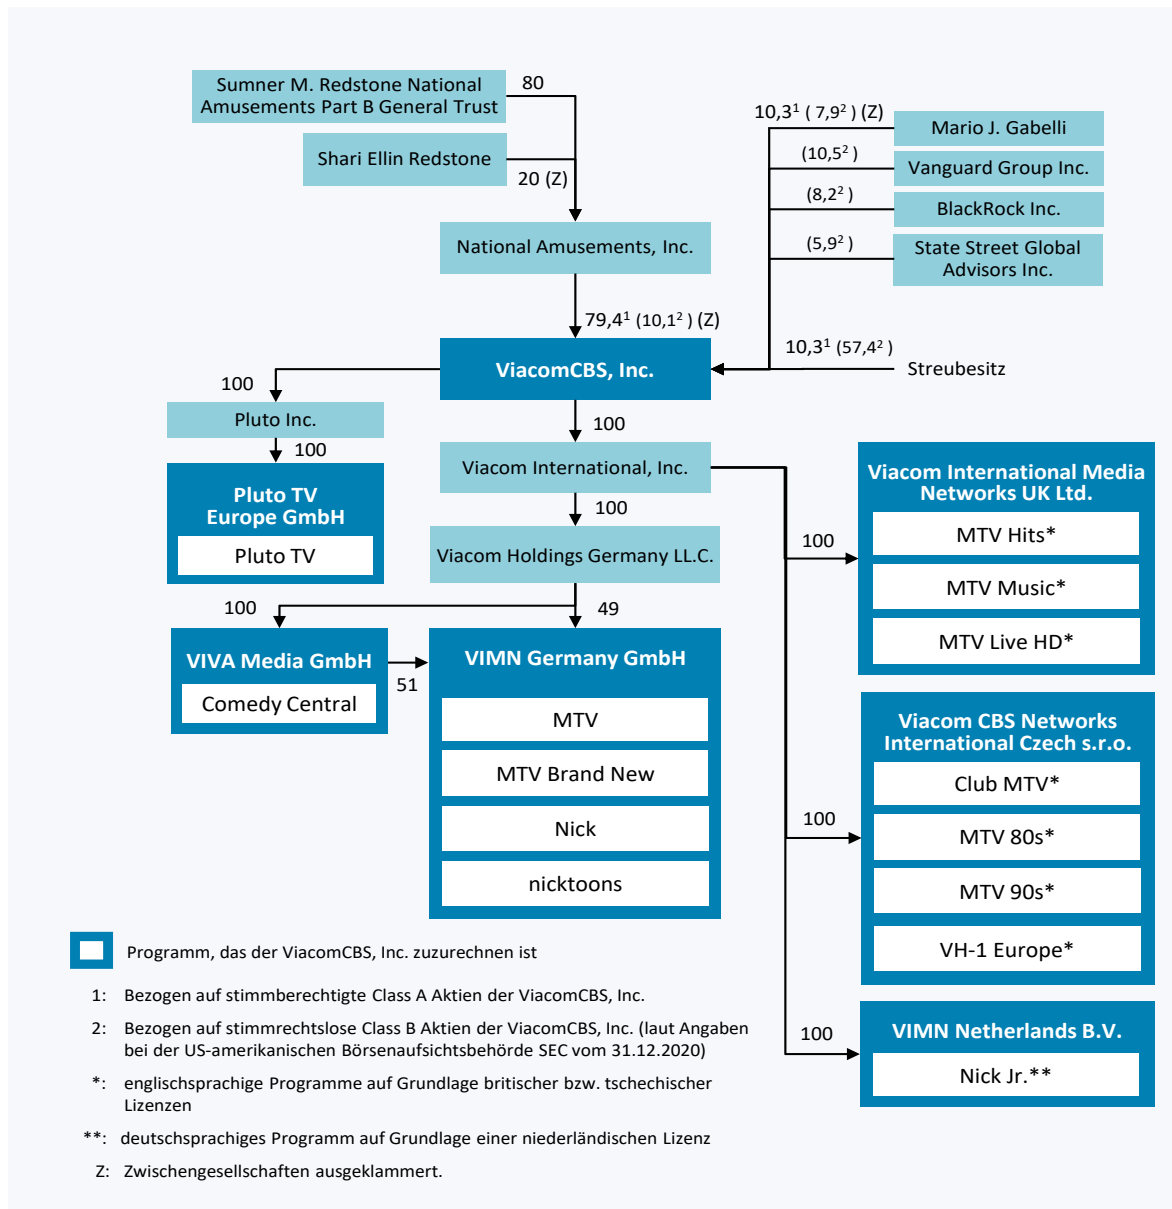 Sumner M. Redstone National
Amusements Part B General Trust
80
Shari Ellin Redstone
20 (Z)
10,3¹ ( 7,9² ) (Z)
Mario J. Gabelli
(10,5² )
Vanguard Group Inc.
(8,2² )
BlackRock Inc.
(5,9² )
State Street Global
Advisors Inc.
National Amusements, Inc.
79,4¹ (10,1² ) (Z)
10,3¹ (57,4² )
Streubesitz
ViacomCBS, Inc.
100
Pluto Inc.
100
Pluto TV
Europe GmbH
Pluto TV
100
Viacom International, Inc.
100
Viacom Holdings Germany LL.C.
100
49
VIVA Media GmbH
Comedy Central
51
VIMN Germany GmbH
MTV
MTV Brand New
Nick
nicktoons
100
Viacom International Media
Networks UK Ltd.
MTV Hits*
MTV Music*
MTV Live HD*
100
Viacom CBS Networks
International Czech s.r.o.
Club MTV*
MTV 80s*
MTV 90s*
VH-1 Europe*
100
VIMN Netherlands B.V.
Nick Jr.**
Programm, das der ViacomCBS, Inc. zuzurechnen ist
1: Bezogen auf stimmberechtigte Class A Aktien der ViacomCBS, Inc.
2: Bezogen auf stimmrechtslose Class B Aktien der ViacomCBS, Inc. (laut Angaben
bei der US-amerikanischen Börsenaufsichtsbehörde SEC vom 31.12.2020)
*: englischsprachige Programme auf Grundlage britischer bzw. tschechischer
Lizenzen
**: deutschsprachiges Programm auf Grundlage einer niederländischen Lizenz
Z: Zwischengesellschaften ausgeklammert.